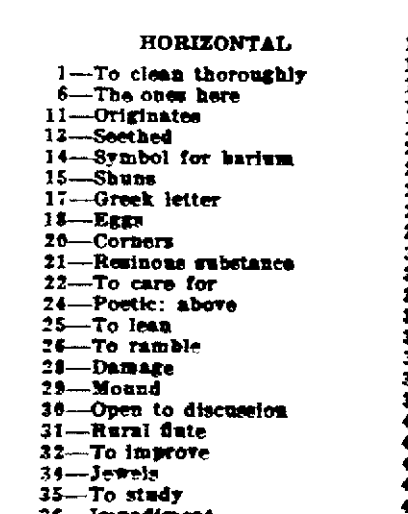 HORIZONTAL
1—To clean thoroughly
6—The ones here
11—Originates
12—Seethed
14—Symbol for barium
15—Shuns
17—Greek letter
18—Eggs
20—Corners
21—Resinous substance
22—To care for
24—Poetic: above
25—To lean
26—To ramble
28—Damage
29—Mound
30—Open to discussion
31—Rural flute
32—To improve
34—Jewels
35—To study